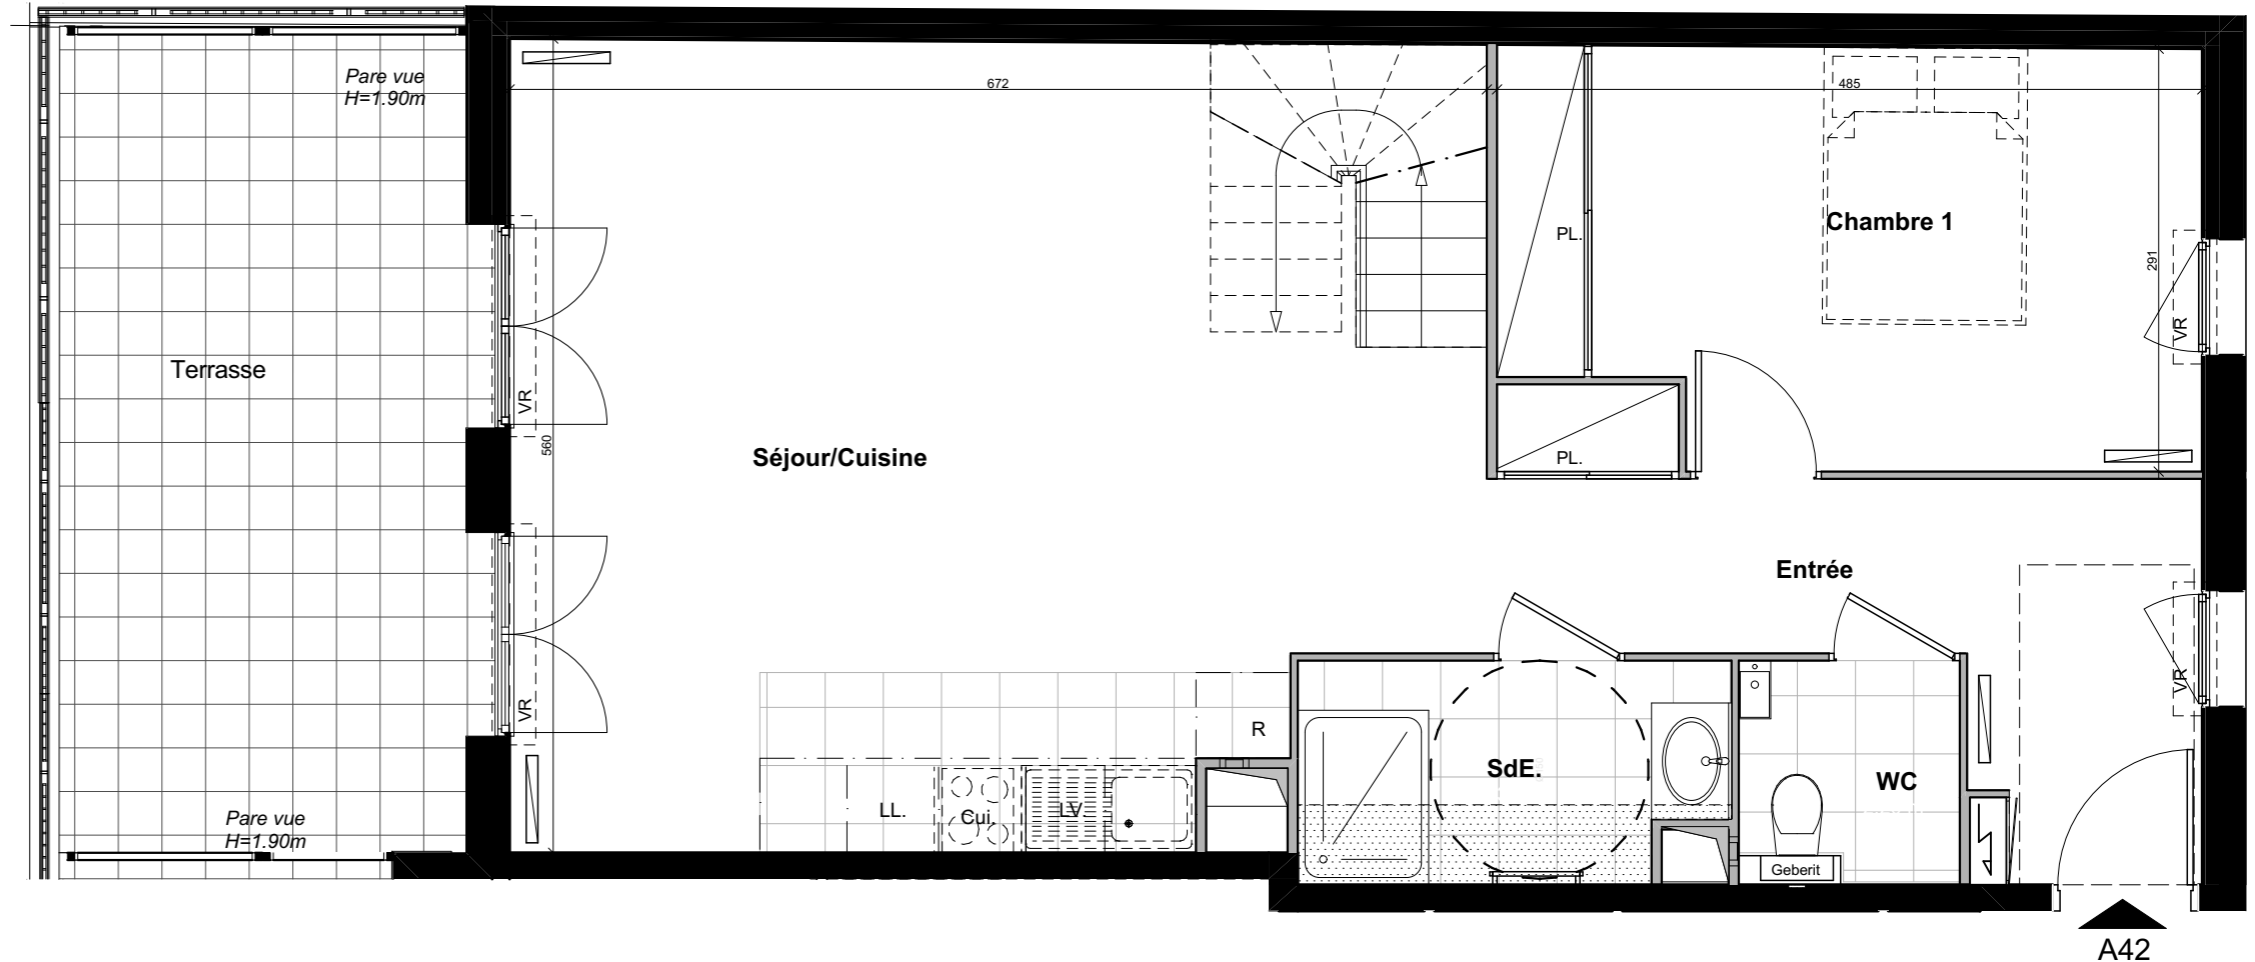 Pare vue
H=1.90m
672
485
PL.
Chambre 1
291
VR
Terrasse
VR
560
Séjour/Cuisine
PL.
Entrée
VR
VR
R
SdE.
WC
LL.
Cui.
LV.
Pare vue
H=1.90m
Geberit
A42